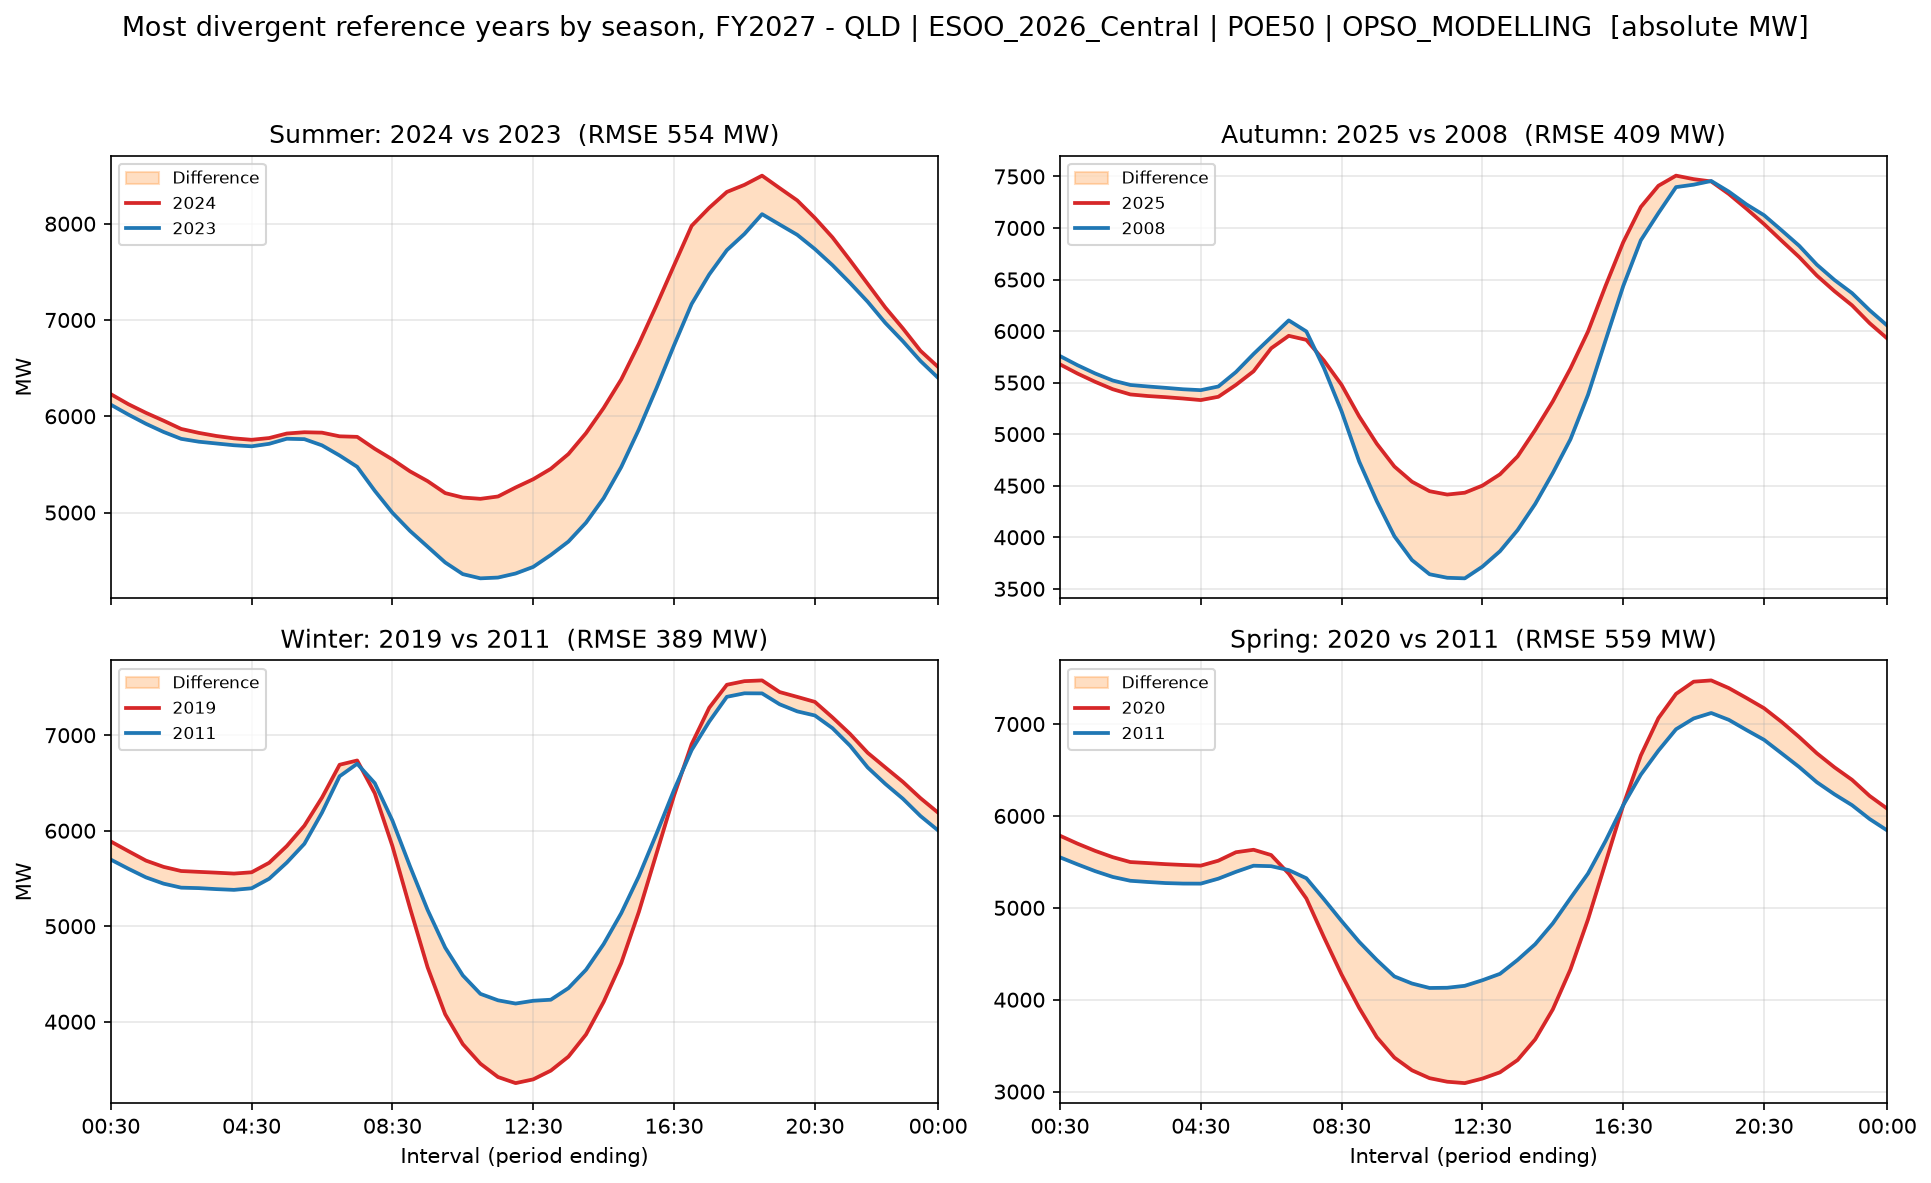 Most divergent reference years by season, FY2027 - QLD | ESOO_2026_Central | POE50 | OPSO_MODELLING  [absolute MW]
Summer: 2024 vs 2023  (RMSE 554 MW)
Difference
2024
2023
8000
7000
6000
5000
MW
Autumn: 2025 vs 2008  (RMSE 409 MW)
Difference
2025
2008
7500
7000
6500
6000
5500
5000
4500
4000
3500
Winter: 2019 vs 2011  (RMSE 389 MW)
Difference
2019
2011
7000
6000
5000
4000
MW
00:30 04:30 08:30 12:30 16:30 20:30 00:00
Interval (period ending)
Spring: 2020 vs 2011  (RMSE 559 MW)
Difference
2020
2011
7000
6000
5000
4000
3000
00:30 04:30 08:30 12:30 16:30 20:30 00:00
Interval (period ending)